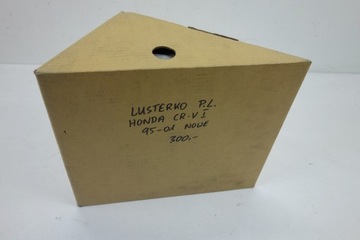 LUSTERKO P.L.
HONDA CR-V I
95-01 NOWE
300,-